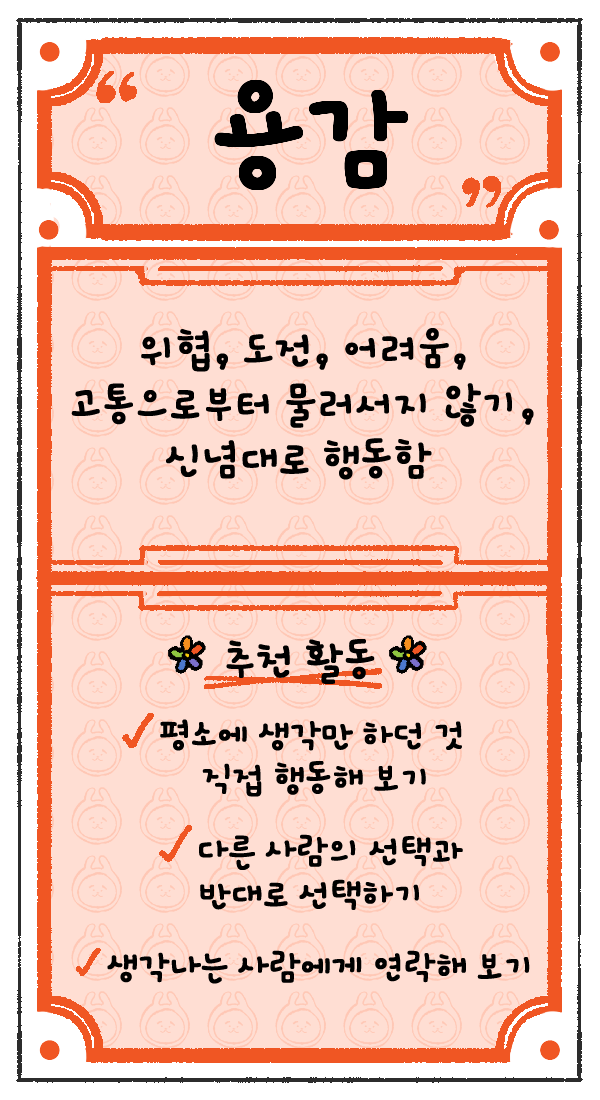 “ 용감 ”
위협, 도전, 어려움,
고통으로부터 물러서지 않기,
신념대로 행동함
추천 활동
✓ 평소에 생각만 하던 것
직접 행동해 보기
✓ 다른 사람의 선택과
반대로 선택하기
✓ 생각나는 사람에게 연락해 보기